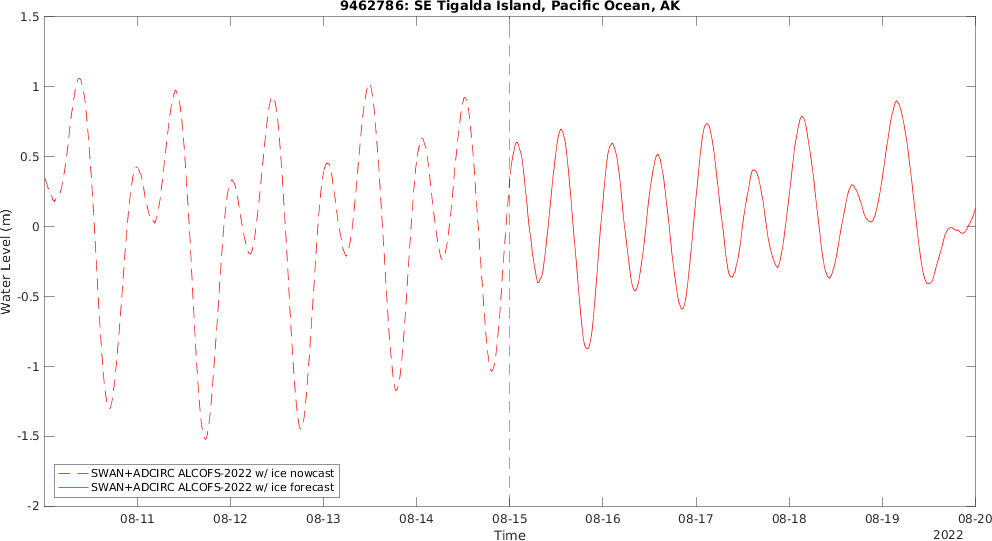 9462786: SE Tigalda Island, Pacific Ocean, AK
1.5
1
0.5
0
-0.5
-1
-1.5
-2
Water Level (m)
SWAN+ADCIRC ALCOFS-2022 w/ ice nowcast
SWAN+ADCIRC ALCOFS-2022 w/ ice forecast
08-11 08-12 08-13 08-14 08-15 08-16 08-17 08-18 08-19 08-20
Time
2022